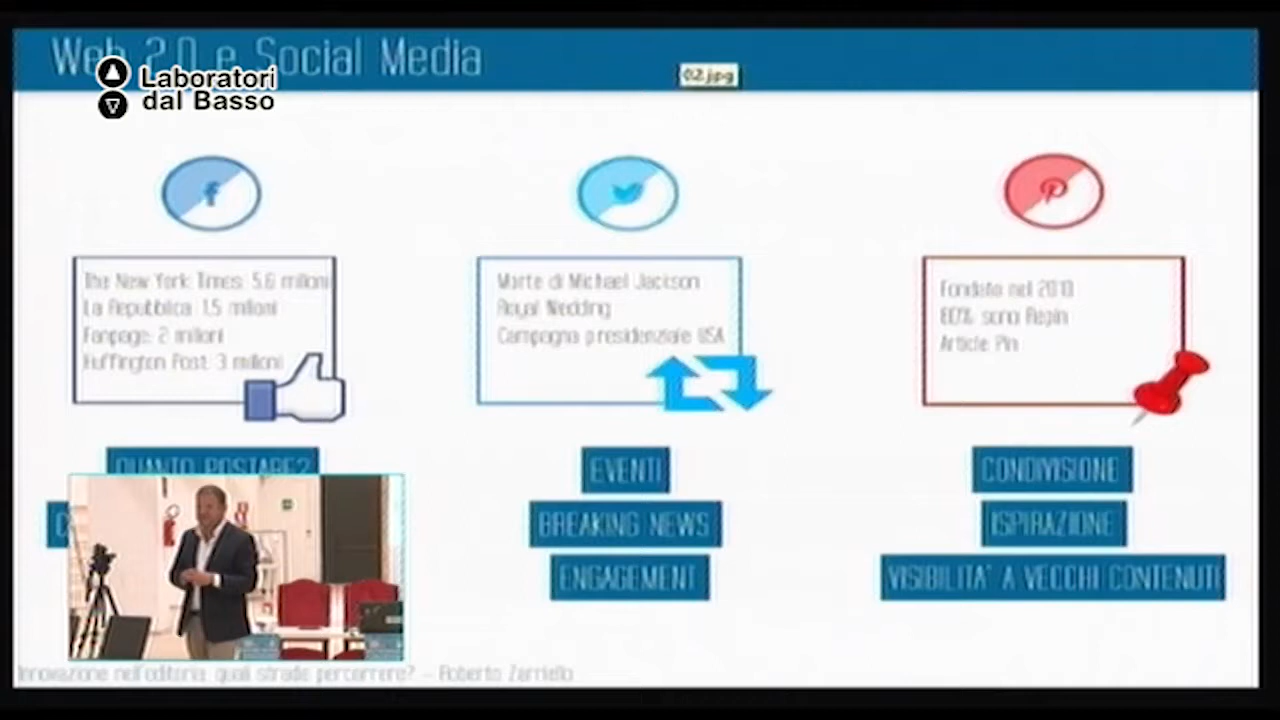 Web 2.0 e Social Media
Laboratori
dal Basso
02.jpg
The New York Times: 5.6 milioni
La Repubblica: 1.5 milioni
Fanpage: 2 milioni
Huffington Post: 3 milioni
Morte di Michael Jackson
Royal Wedding
Campagna presidenziale USA
Fondato nel 2010
80% sono Repin
Article Pin
QUANTO POSTARE?
EVENTI
BREAKING NEWS
ENGAGEMENT
CONDIVISIONE
ISPIRAZIONE
VISIBILITA' A VECCHI CONTENUTI
Innovazione nell'editoria: quali strade percorrere? - Roberto Zarriello